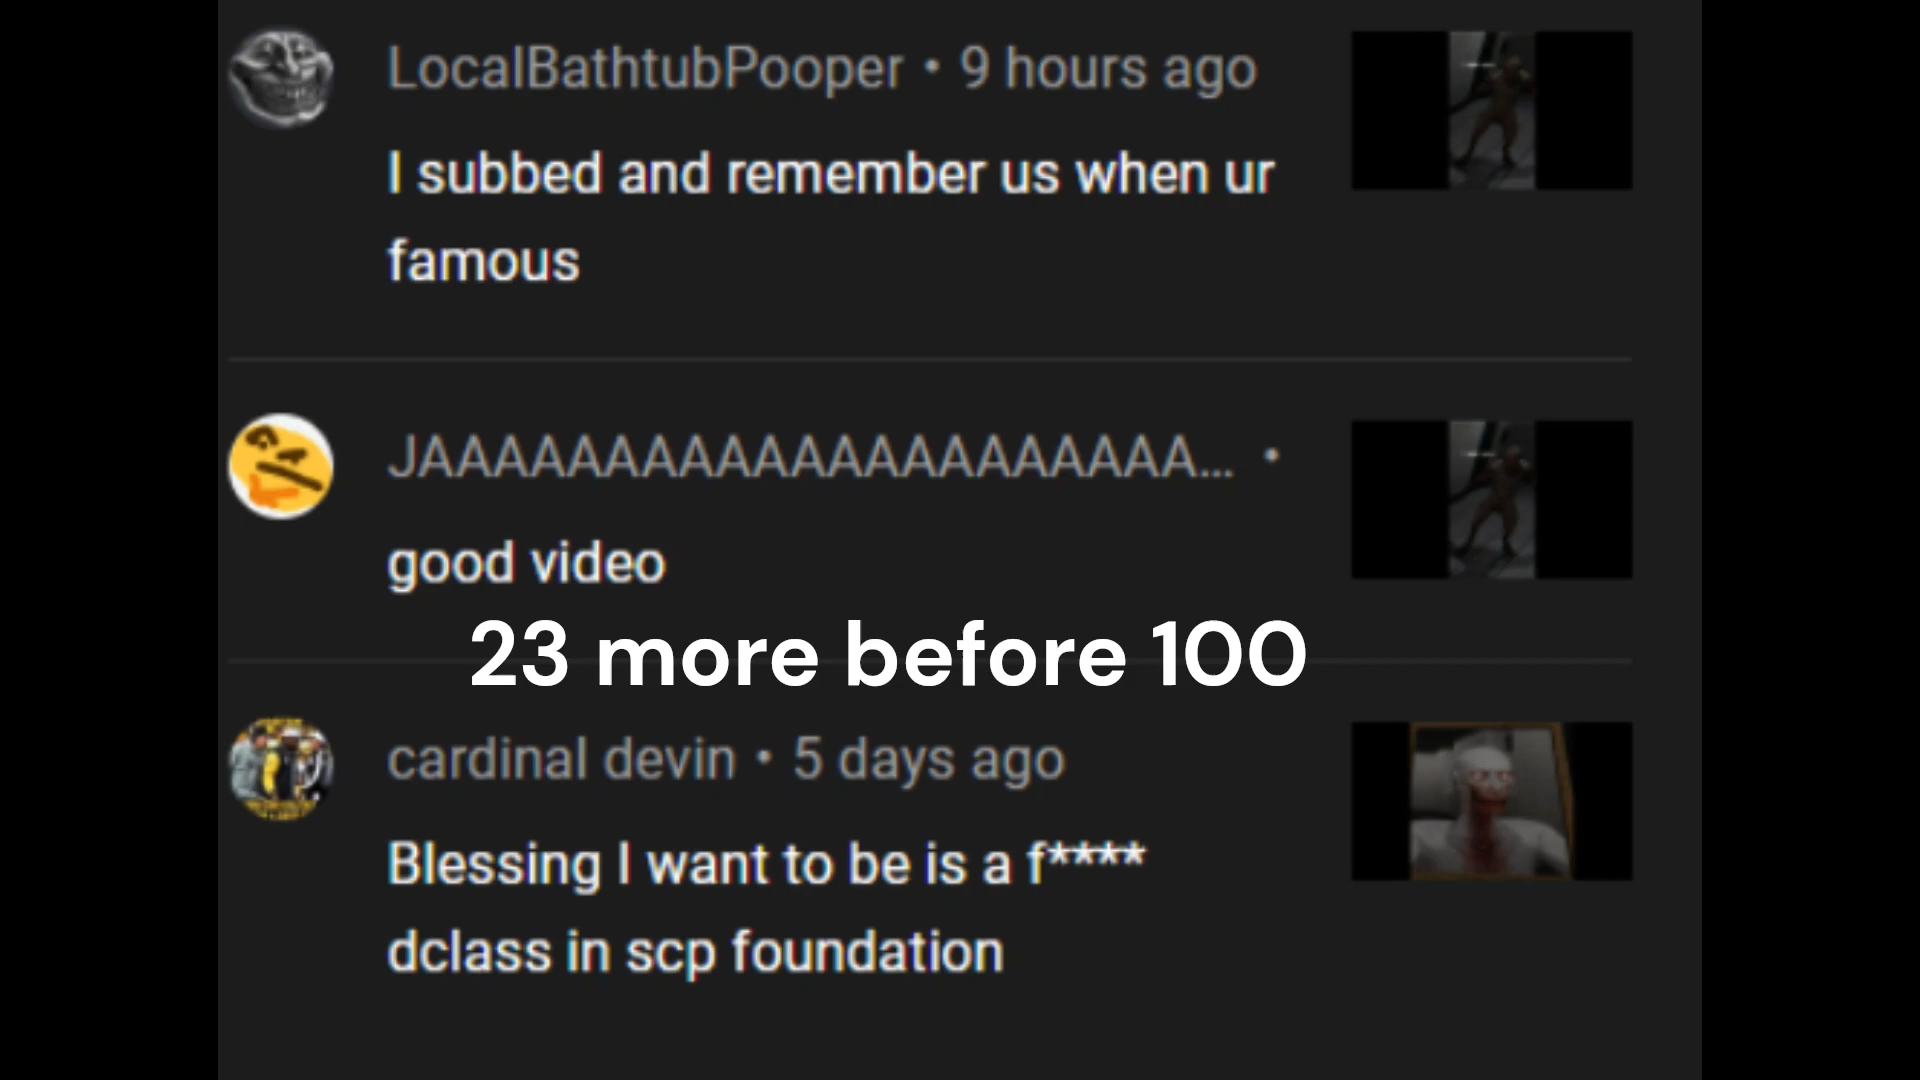 LocalBathtubPooper • 9 hours ago
I subbed and remember us when ur
famous
JAAAAAAAAAAAAAAAAAAAAAA... •
good video
23 more before 100
cardinal devin • 5 days ago
Blessing I want to be is a f****
dclass in scp foundation